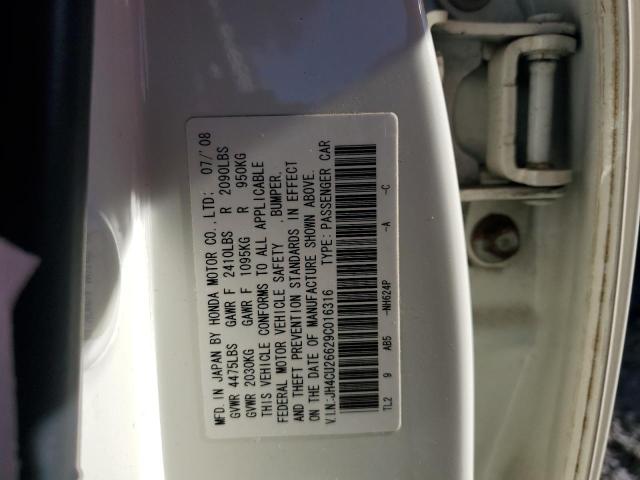 MFD. IN JAPAN BY HONDA MOTOR CO., LTD: 07/'08
GVWR 4475LBS GAWR F 2410LBS R 2090LBS
GVWR 2030KG GAWR F 1095KG R 950KG
THIS VEHICLE CONFORMS TO ALL APPLICABLE
FEDERAL MOTOR VEHICLE SAFETY , BUMPER,
AND THEFT PREVENTION STANDARDS IN EFFECT
ON THE DATE OF MANUFACTURE SHOWN ABOVE.
V.I.N:JH4CU26629C016316 TYPE: PASSENGER CAR
TL2 9 AB5 -NH624P -A -C